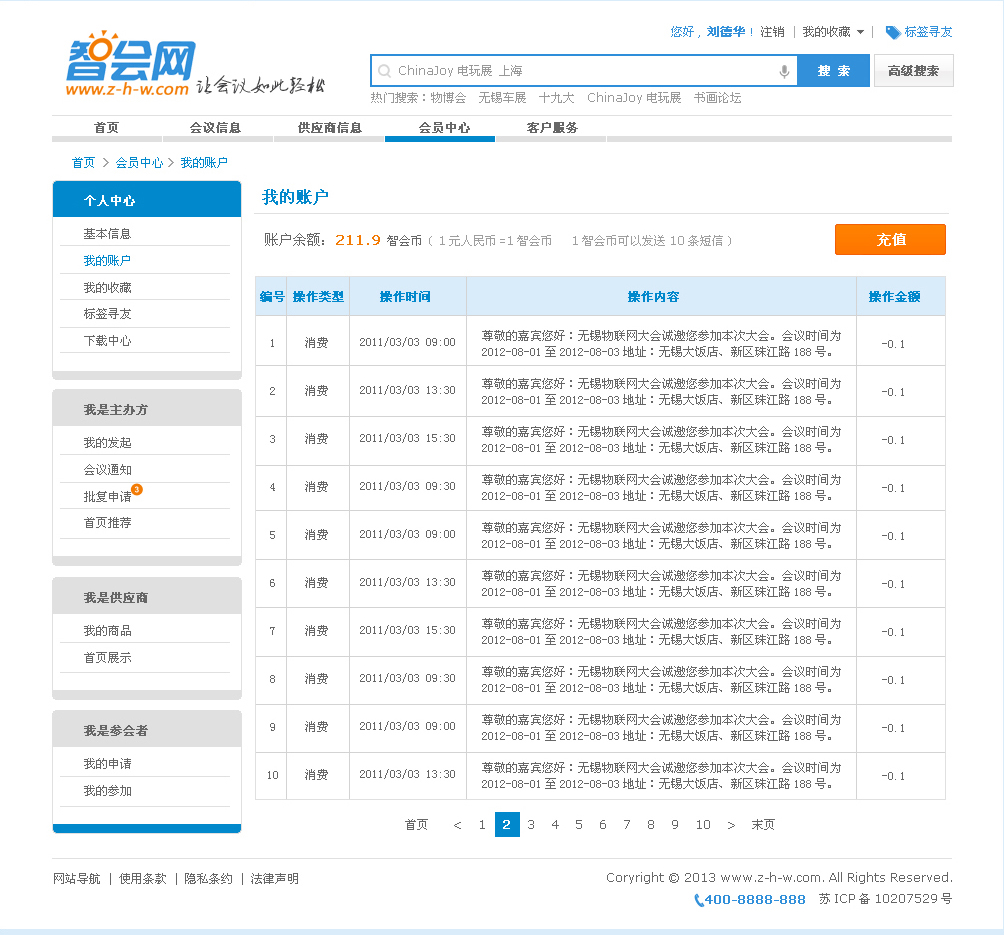 您好，刘德华！ 注销 | 我的收藏 | 标签寻友
智会网
www.z-h-w.com 让会议如此轻松
ChinaJoy 电玩展 上海 搜 索 高级搜索
热门搜索：物博会 无锡车展 十九大 ChinaJoy 电玩展 书画论坛
首页 会议信息 供应商信息 会员中心 客户服务
首页 > 会员中心 > 我的账户
个人中心
基本信息
我的账户
我的收藏
标签寻友
下载中心
我是主办方
我的发起
会议通知
批复申请 3
首页推荐
我是供应商
我的商品
首页展示
我是参会者
我的申请
我的参加
我的账户
账户余额：211.9 智会币（ 1 元人民币 =1 智会币 1 智会币可以发送 10 条短信 ） 充值
编号 操作类型 操作时间 操作内容 操作金额
1 消费 2011/03/03 09:00 尊敬的嘉宾您好：无锡物联网大会诚邀您参加本次大会。会议时间为
2012-08-01 至 2012-08-03 地址：无锡大饭店、新区珠江路 188 号。 -0.1
2 消费 2011/03/03 13:30 尊敬的嘉宾您好：无锡物联网大会诚邀您参加本次大会。会议时间为
2012-08-01 至 2012-08-03 地址：无锡大饭店、新区珠江路 188 号。 -0.1
3 消费 2011/03/03 15:30 尊敬的嘉宾您好：无锡物联网大会诚邀您参加本次大会。会议时间为
2012-08-01 至 2012-08-03 地址：无锡大饭店、新区珠江路 188 号。 -0.1
4 消费 2011/03/03 09:30 尊敬的嘉宾您好：无锡物联网大会诚邀您参加本次大会。会议时间为
2012-08-01 至 2012-08-03 地址：无锡大饭店、新区珠江路 188 号。 -0.1
5 消费 2011/03/03 09:00 尊敬的嘉宾您好：无锡物联网大会诚邀您参加本次大会。会议时间为
2012-08-01 至 2012-08-03 地址：无锡大饭店、新区珠江路 188 号。 -0.1
6 消费 2011/03/03 13:30 尊敬的嘉宾您好：无锡物联网大会诚邀您参加本次大会。会议时间为
2012-08-01 至 2012-08-03 地址：无锡大饭店、新区珠江路 188 号。 -0.1
7 消费 2011/03/03 15:30 尊敬的嘉宾您好：无锡物联网大会诚邀您参加本次大会。会议时间为
2012-08-01 至 2012-08-03 地址：无锡大饭店、新区珠江路 188 号。 -0.1
8 消费 2011/03/03 09:30 尊敬的嘉宾您好：无锡物联网大会诚邀您参加本次大会。会议时间为
2012-08-01 至 2012-08-03 地址：无锡大饭店、新区珠江路 188 号。 -0.1
9 消费 2011/03/03 09:00 尊敬的嘉宾您好：无锡物联网大会诚邀您参加本次大会。会议时间为
2012-08-01 至 2012-08-03 地址：无锡大饭店、新区珠江路 188 号。 -0.1
10 消费 2011/03/03 13:30 尊敬的嘉宾您好：无锡物联网大会诚邀您参加本次大会。会议时间为
2012-08-01 至 2012-08-03 地址：无锡大饭店、新区珠江路 188 号。 -0.1
首页 < 1 2 3 4 5 6 7 8 9 10 > 末页
网站导航 | 使用条款 | 隐私条约 | 法律声明
Copyright © 2013 www.z-h-w.com. All Rights Reserved.
400-8888-888 苏 ICP 备 10207529 号